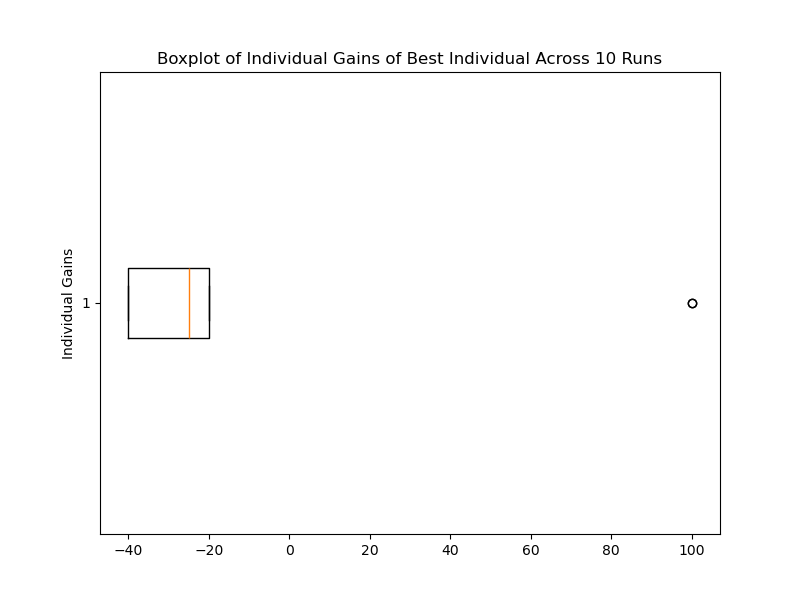 Boxplot of Individual Gains of Best Individual Across 10 Runs
Individual Gains
1
−40 −20 0 20 40 60 80 100